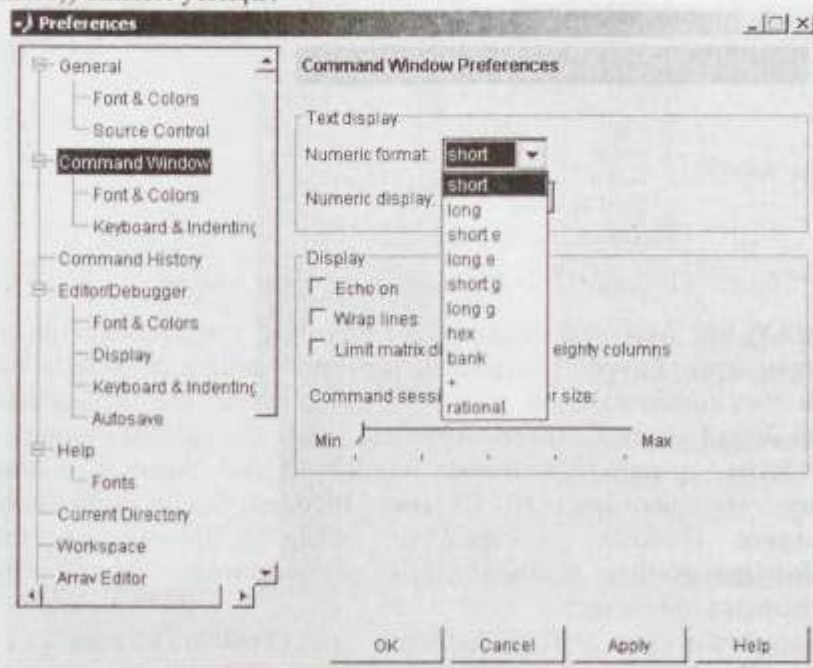 Preferences
General
Font & Colors
Source Control
Command Window
Font & Colors
Keyboard & Indenting
Command History
Editor/Debugger
Font & Colors
Display
Keyboard & Indenting
Autosave
Help
Fonts
Current Directory
Workspace
Array Editor
Command Window Preferences
Text display
Numeric format: short
Numeric display:
short
long
short e
long e
short g
long g
hex
bank
+
rational
Display
Echo on
Wrap lines
Limit matrix d eighty columns
Command sessi r size:
Min Max
OK Cancel Apply Help